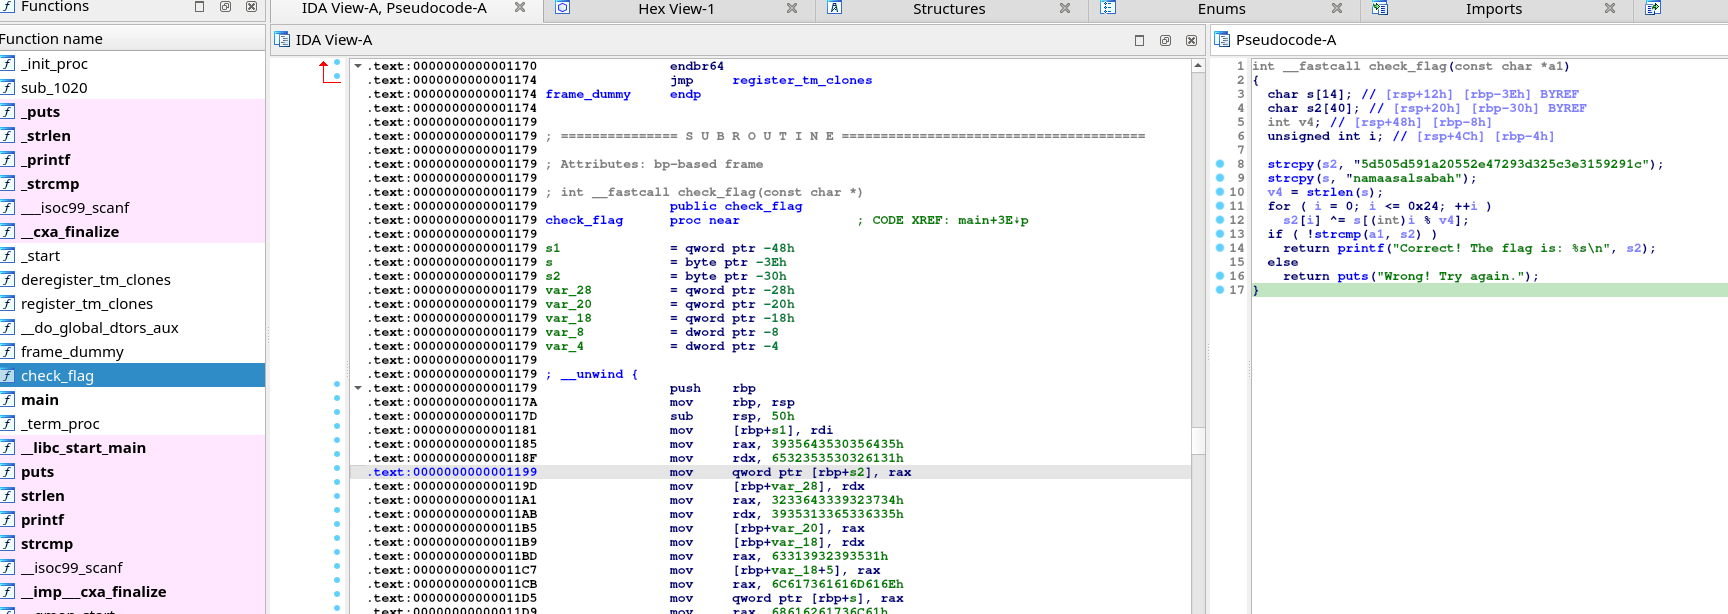 Functions
IDA View-A, Pseudocode-A
Hex View-1
Structures
Enums
Imports
Function name
_init_proc
sub_1020
_puts
_strlen
_printf
_strcmp
___isoc99_scanf
__cxa_finalize
_start
deregister_tm_clones
register_tm_clones
__do_global_dtors_aux
frame_dummy
check_flag
main
_term_proc
__libc_start_main
puts
strlen
printf
strcmp
__isoc99_scanf
__imp___cxa_finalize
IDA View-A
.text:0000000000001170 endbr64
.text:0000000000001174 jmp register_tm_clones
.text:0000000000001174 frame_dummy endp
.text:0000000000001174
.text:0000000000001179
.text:0000000000001179 ; =============== S U B R O U T I N E =======================================
.text:0000000000001179
.text:0000000000001179 ; Attributes: bp-based frame
.text:0000000000001179
.text:0000000000001179 ; int __fastcall check_flag(const char *)
.text:0000000000001179 public check_flag
.text:0000000000001179 check_flag proc near ; CODE XREF: main+3E↓p
.text:0000000000001179
.text:0000000000001179 s1 = qword ptr -48h
.text:0000000000001179 s = byte ptr -3Eh
.text:0000000000001179 s2 = byte ptr -30h
.text:0000000000001179 var_28 = qword ptr -28h
.text:0000000000001179 var_20 = qword ptr -20h
.text:0000000000001179 var_18 = qword ptr -18h
.text:0000000000001179 var_8 = dword ptr -8
.text:0000000000001179 var_4 = dword ptr -4
.text:0000000000001179
.text:0000000000001179 ; __unwind {
.text:0000000000001179 push rbp
.text:000000000000117A mov rbp, rsp
.text:000000000000117D sub rsp, 50h
.text:0000000000001181 mov [rbp+s1], rdi
.text:0000000000001185 mov rax, 3935643530356435h
.text:000000000000118F mov rdx, 6532353530326131h
.text:0000000000001199 mov qword ptr [rbp+s2], rax
.text:000000000000119D mov [rbp+var_28], rdx
.text:00000000000011A1 mov rax, 3233643339323734h
.text:00000000000011AB mov rdx, 3935313365336335h
.text:00000000000011B5 mov [rbp+var_20], rax
.text:00000000000011B9 mov [rbp+var_18], rdx
.text:00000000000011BD mov rax, 63313932393531h
.text:00000000000011C7 mov [rbp+var_18+5], rax
.text:00000000000011CB mov rax, 6C617361616D616Eh
.text:00000000000011D5 mov qword ptr [rbp+s], rax
.text:00000000000011D9 mov rax, 68616261736C61h
Pseudocode-A
1 int __fastcall check_flag(const char *a1)
2 {
3 char s[14]; // [rsp+12h] [rbp-3Eh] BYREF
4 char s2[40]; // [rsp+20h] [rbp-30h] BYREF
5 int v4; // [rsp+48h] [rbp-8h]
6 unsigned int i; // [rsp+4Ch] [rbp-4h]
7
8 strcpy(s2, "5d505d591a20552e47293d325c3e3159291c");
9 strcpy(s, "namaasalsabah");
10 v4 = strlen(s);
11 for ( i = 0; i <= 0x24; ++i )
12 s2[i] ^= s[(int)i % v4];
13 if ( !strcmp(a1, s2) )
14 return printf("Correct! The flag is: %s\n", s2);
15 else
16 return puts("Wrong! Try again.");
17 }